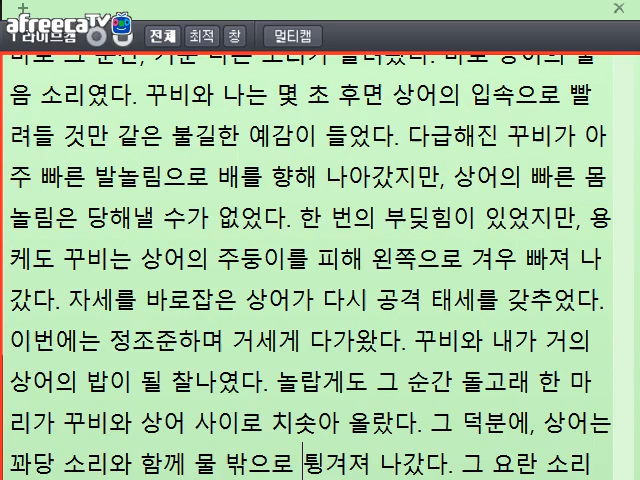 afreecaTV
라이브캠
전체 최적 창 멀티캠
음 소리였다. 꾸비와 나는 몇 초 후면 상어의 입속으로 빨
려들 것만 같은 불길한 예감이 들었다. 다급해진 꾸비가 아
주 빠른 발놀림으로 배를 향해 나아갔지만, 상어의 빠른 몸
놀림은 당해낼 수가 없었다. 한 번의 부딪힘이 있었지만, 용
케도 꾸비는 상어의 주둥이를 피해 왼쪽으로 겨우 빠져 나
갔다. 자세를 바로잡은 상어가 다시 공격 태세를 갖추었다.
이번에는 정조준하며 거세게 다가왔다. 꾸비와 내가 거의
상어의 밥이 될 찰나였다. 놀랍게도 그 순간 돌고래 한 마
리가 꾸비와 상어 사이로 치솟아 올랐다. 그 덕분에, 상어는
꽈당 소리와 함께 물 밖으로 튕겨져 나갔다. 그 요란 소리